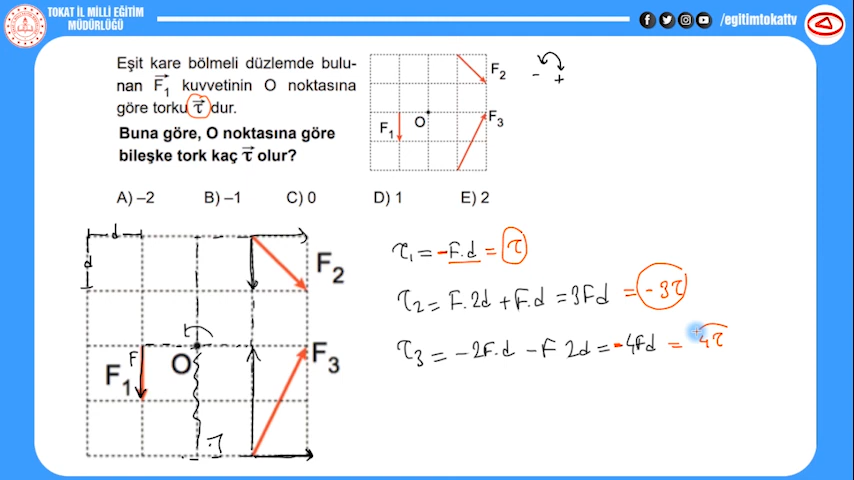 TOKAT İL MİLLİ EĞİTİM
MÜDÜRLÜĞÜ
/egitimtokattv
Eşit kare bölmeli düzlemde bulu-
nan F₁ kuvvetinin O noktasına
göre torku τ dur.
Buna göre, O noktasına göre
bileşke tork kaç τ olur?
F₂
F₃
F₁
O
- +
A) –2 B) –1 C) 0 D) 1 E) 2
d
d
F₂
F
F₁
O
F₃
τ₁ = -F.d = τ
τ₂ = F.2d + F.d = 3Fd = -3τ
τ₃ = -2F.d - F 2d = -4Fd = 4τ